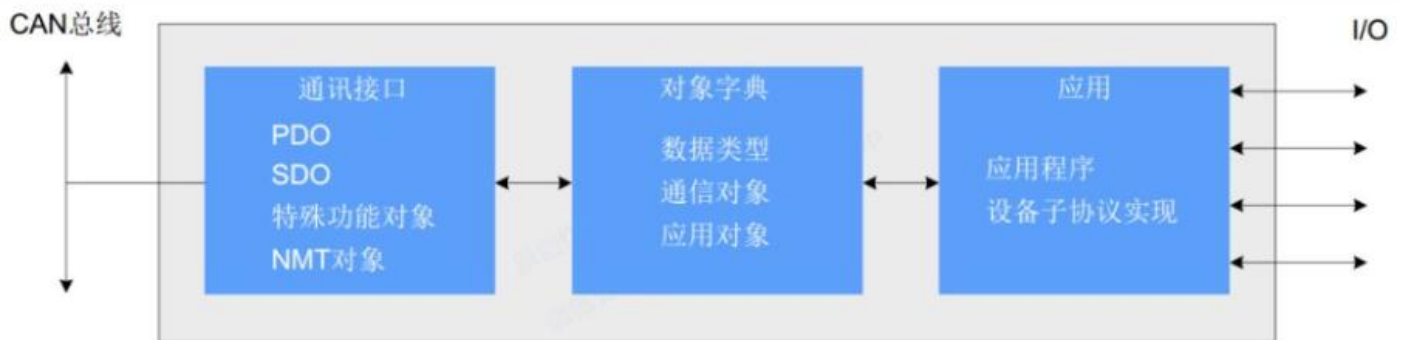 CAN总线
I/O
通讯接口
PDO
SDO
特殊功能对象
NMT对象
对象字典
数据类型
通信对象
应用对象
应用
应用程序
设备子协议实现